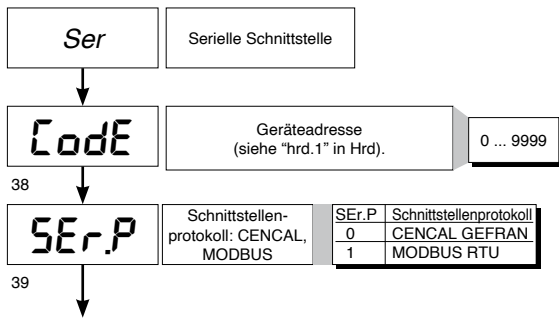 Ser
Serielle Schnittstelle
CodE
Geräteadresse
(siehe “hrd.1” in Hrd).
0 ... 9999
38
SEr.P
Schnittstellen-
protokoll: CENCAL,
MODBUS
SEr.P Schnittstellenprotokoll
0 CENCAL GEFRAN
1 MODBUS RTU
39